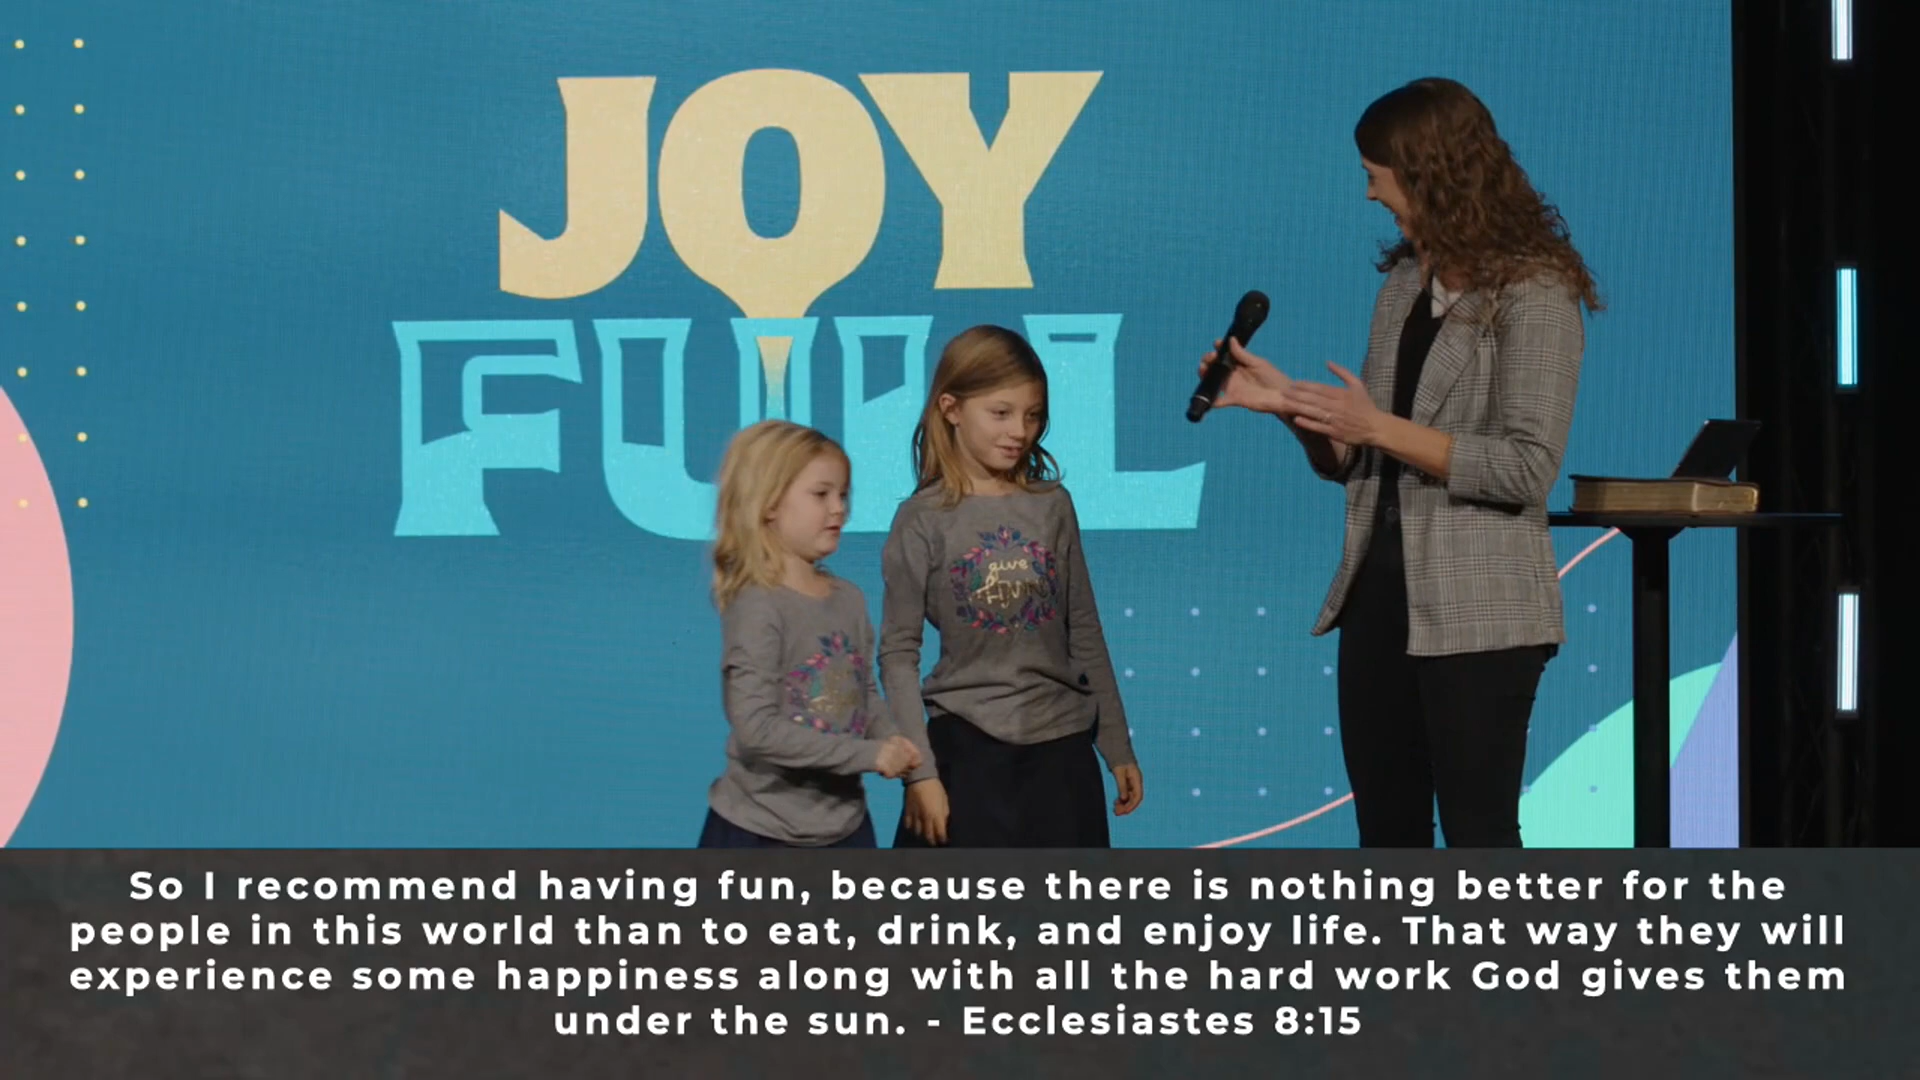 JOY
FULL
give
So I recommend having fun, because there is nothing better for the
people in this world than to eat, drink, and enjoy life. That way they will
experience some happiness along with all the hard work God gives them
under the sun. - Ecclesiastes 8:15